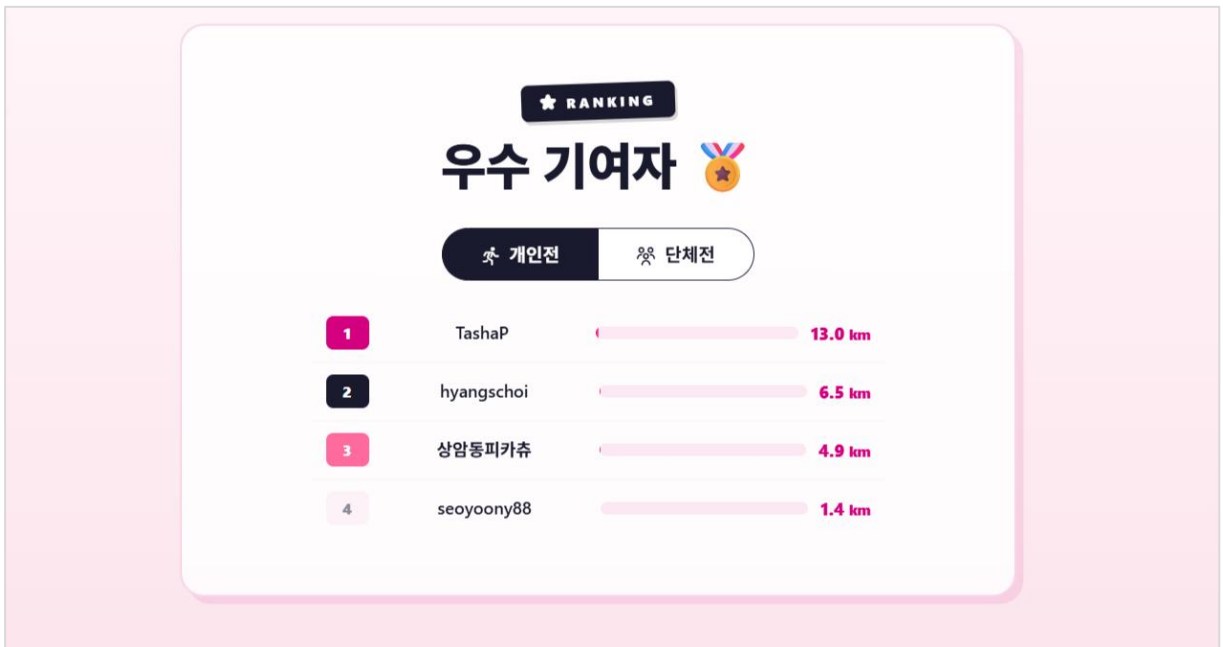 RANKING
우수 기여자
개인전 단체전
1 TashaP 13.0 km
2 hyangschoi 6.5 km
3 상암동피카츄 4.9 km
4 seoyoony88 1.4 km